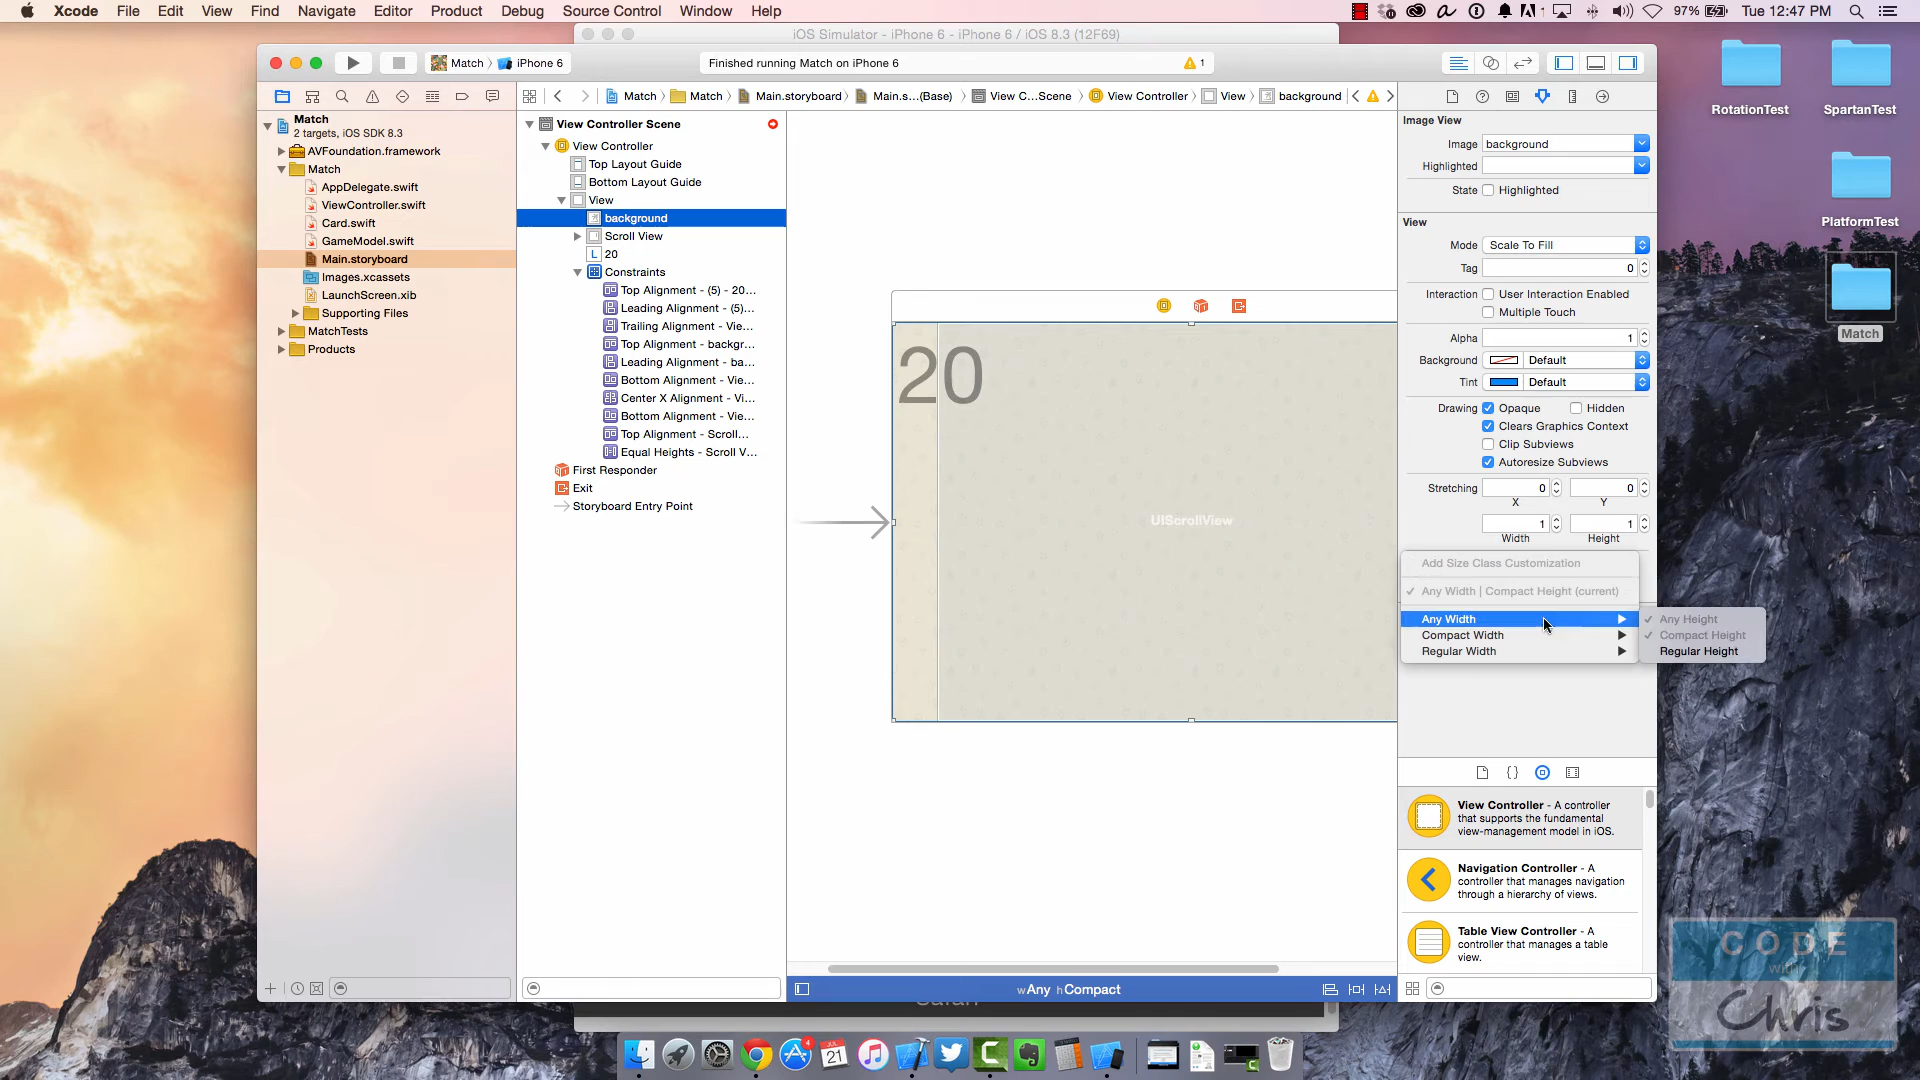 Xcode File Edit View Find Navigate Editor Product Debug Source Control Window Help
1 97% Tue 12:47 PM
iOS Simulator - iPhone 6 - iPhone 6 / iOS 8.3 (12F69)
Match iPhone 6
Finished running Match on iPhone 6
1
Match
Match
Main.storyboard
Main.s...(Base)
View C...Scene
View Controller
View
background
Match
2 targets, iOS SDK 8.3
AVFoundation.framework
Match
AppDelegate.swift
ViewController.swift
Card.swift
GameModel.swift
Main.storyboard
Images.xcassets
LaunchScreen.xib
Supporting Files
MatchTests
Products
View Controller Scene
View Controller
Top Layout Guide
Bottom Layout Guide
View
background
Scroll View
L 20
Constraints
Top Alignment - (5) - 20...
Leading Alignment - (5)...
Trailing Alignment - Vie...
Top Alignment - backgr...
Leading Alignment - ba...
Bottom Alignment - Vie...
Center X Alignment - Vi...
Bottom Alignment - Vie...
Top Alignment - Scroll...
Equal Heights - Scroll V...
First Responder
Exit
Storyboard Entry Point
20
UIScrollView
wAny hCompact
Image View
Image background
Highlighted
State Highlighted
View
Mode Scale To Fill
Tag 0
Interaction User Interaction Enabled
Multiple Touch
Alpha 1
Background Default
Tint Default
Drawing Opaque Hidden
Clears Graphics Context
Clip Subviews
Autoresize Subviews
Stretching 0 0
X Y
1 1
Width Height
Add Size Class Customization
Any Width | Compact Height (current)
Any Width
Compact Width
Regular Width
Any Height
Compact Height
Regular Height
View Controller - A controller
that supports the fundamental
view-management model in iOS.
Navigation Controller - A
controller that manages navigation
through a hierarchy of views.
Table View Controller - A
controller that manages a table
view.
RotationTest
SpartanTest
PlatformTest
Match
Safari
4
JUL
21
CODE
with
Chris